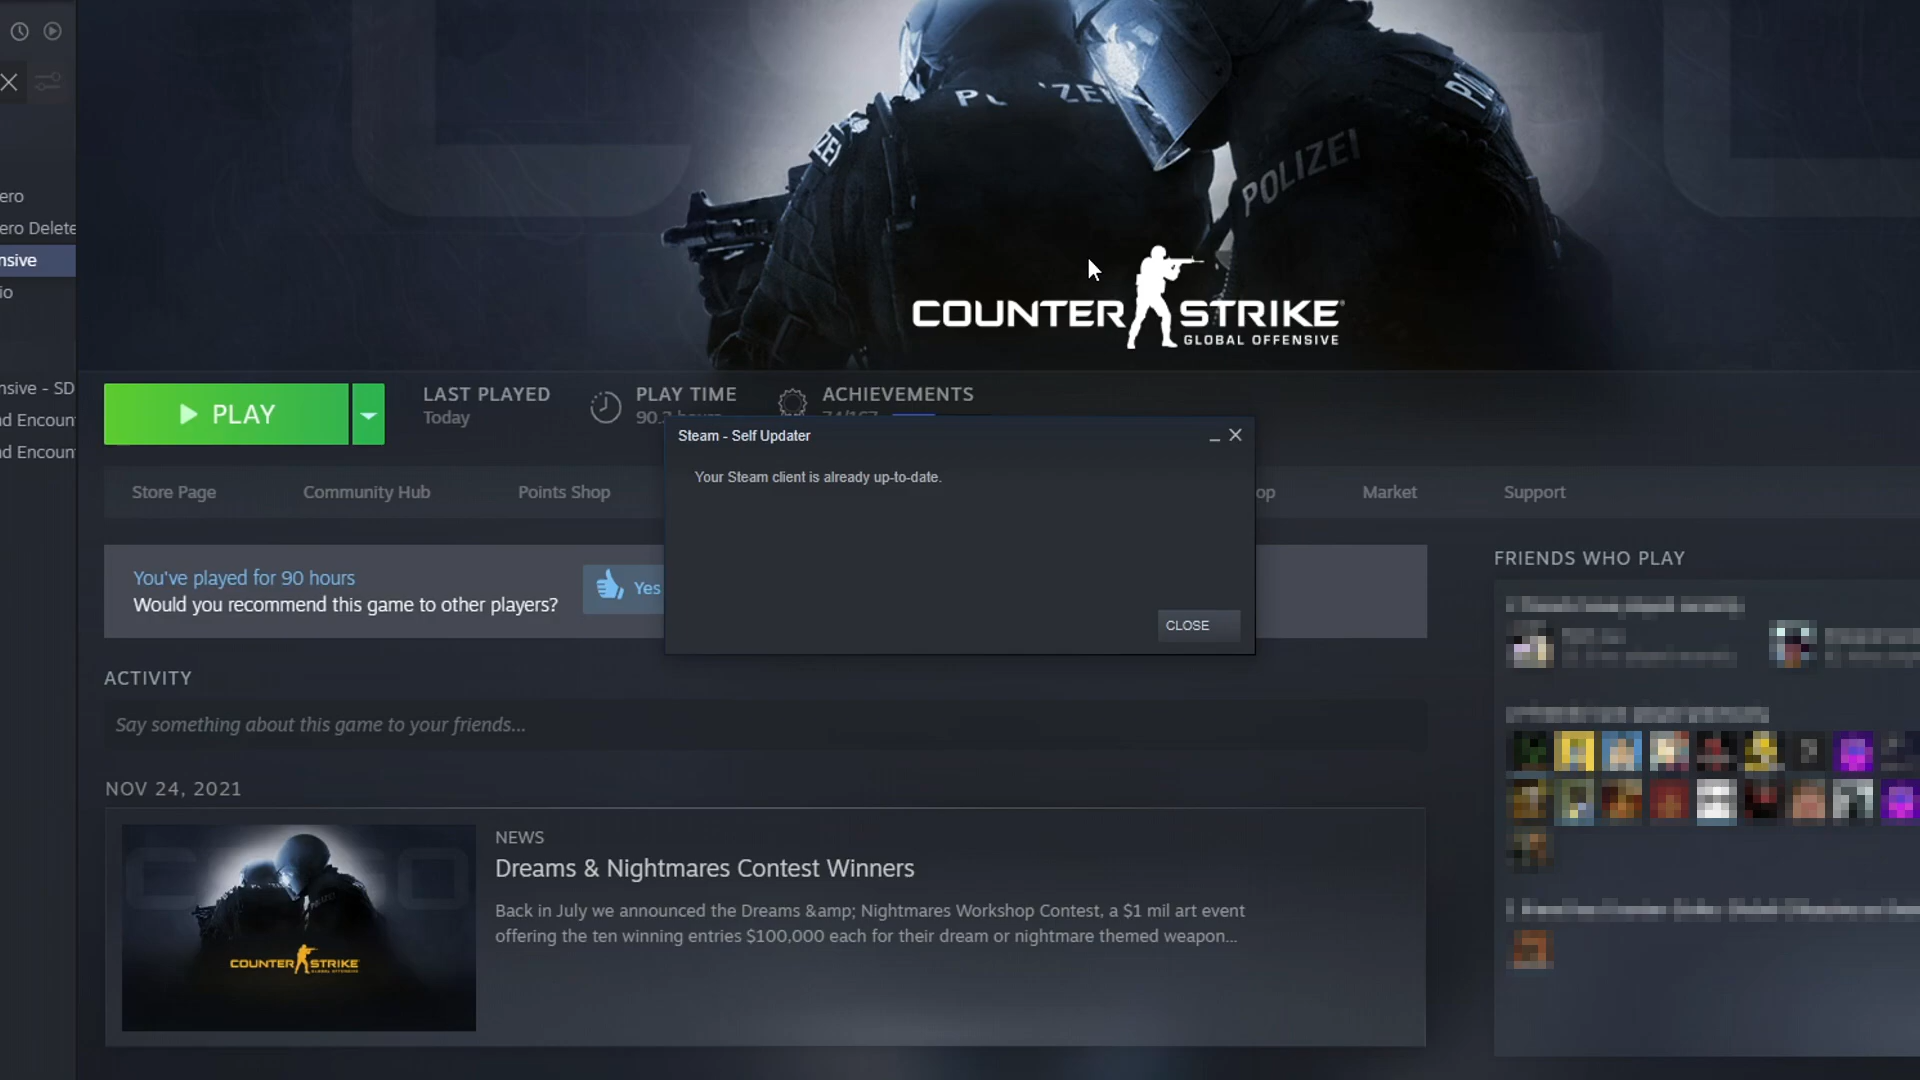 POLIZEI
POLIZEI
COUNTER STRIKE
GLOBAL OFFENSIVE
ero
ero Delete
nsive
io
nsive - SD
nd Encoun
nd Encoun
PLAY
LAST PLAYED
Today
PLAY TIME
ACHIEVEMENTS
Steam - Self Updater
Your Steam client is already up-to-date.
CLOSE
Store Page
Community Hub
Points Shop
op
Market
Support
You've played for 90 hours
Would you recommend this game to other players?
Yes
FRIENDS WHO PLAY
ACTIVITY
Say something about this game to your friends...
NOV 24, 2021
NEWS
Dreams & Nightmares Contest Winners
Back in July we announced the Dreams &amp; Nightmares Workshop Contest, a $1 mil art event
offering the ten winning entries $100,000 each for their dream or nightmare themed weapon...
COUNTER STRIKE